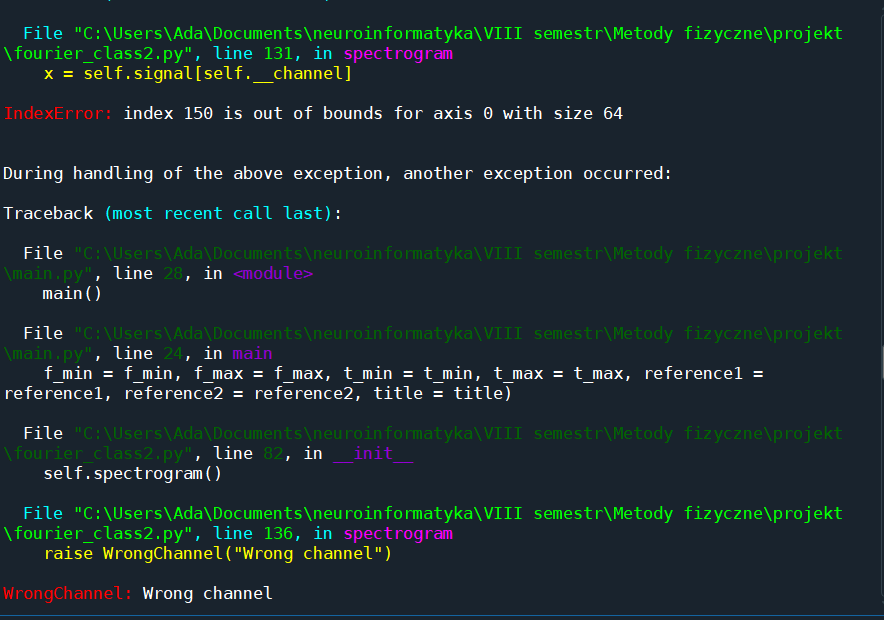 File "C:\Users\Ada\Documents\neuroinformatyka\VIII semestr\Metody fizyczne\projekt
\fourier_class2.py", line 131, in spectrogram
x = self.signal[self.__channel]
IndexError: index 150 is out of bounds for axis 0 with size 64
During handling of the above exception, another exception occurred:
Traceback (most recent call last):
File "C:\Users\Ada\Documents\neuroinformatyka\VIII semestr\Metody fizyczne\projekt
\main.py", line 28, in <module>
main()
File "C:\Users\Ada\Documents\neuroinformatyka\VIII semestr\Metody fizyczne\projekt
\main.py", line 24, in main
f_min = f_min, f_max = f_max, t_min = t_min, t_max = t_max, reference1 =
reference1, reference2 = reference2, title = title)
File "C:\Users\Ada\Documents\neuroinformatyka\VIII semestr\Metody fizyczne\projekt
\fourier_class2.py", line 82, in __init__
self.spectrogram()
File "C:\Users\Ada\Documents\neuroinformatyka\VIII semestr\Metody fizyczne\projekt
\fourier_class2.py", line 136, in spectrogram
raise WrongChannel("Wrong channel")
WrongChannel: Wrong channel